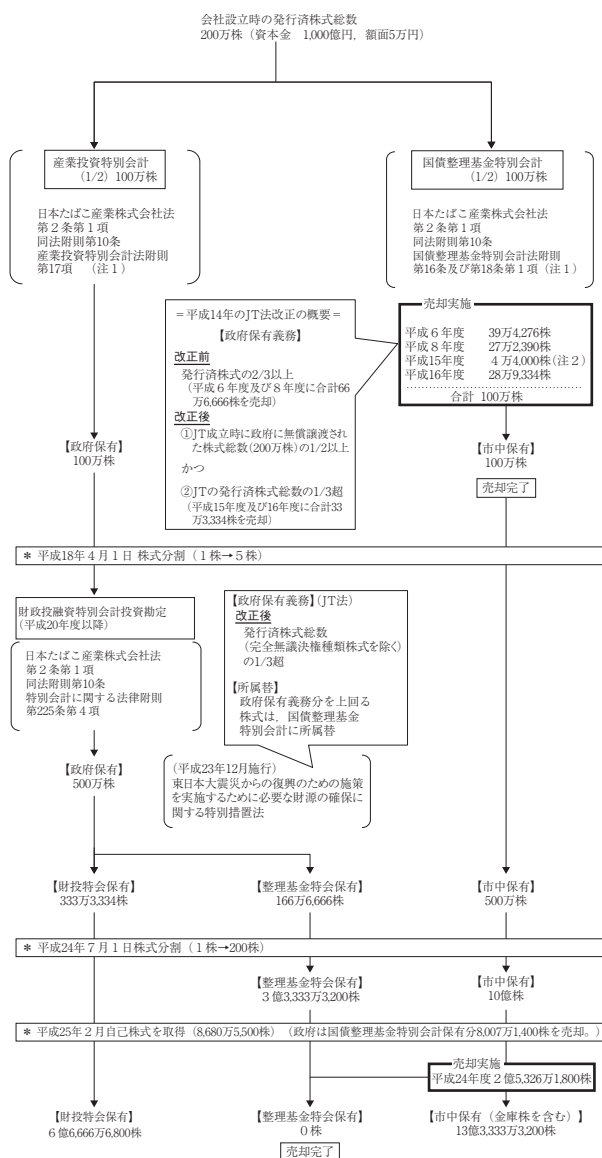 会社設立時の発行済株式総数
200万株（資本金　1,000億円，額面5万円）
産業投資特別会計
(1/2) 100万株
日本たばこ産業株式会社法
第２条第１項
同法附則第10条
産業投資特別会計法附則
第17項　（注１）
国債整理基金特別会計
(1/2) 100万株
日本たばこ産業株式会社法
第２条第１項
同法附則第10条
国債整理基金特別会計法附則
第16条及び第18条第１項（注１）
＝平成14年のJT法改正の概要＝
【政府保有義務】
改正前
発行済株式の2/3以上
（平成６年度及び８年度に合計66
万6,666株を売却）
改正後
①JT成立時に政府に無償譲渡され
た株式総数(200万株)の1/2以上
かつ
②JTの発行済株式総数の1/3超
（平成15年度及び16年度に合計33
万3,334株を売却）
売却実施
平成６年度　39万4,276株
平成８年度　27万2,390株
平成15年度　４万4,000株(注２)
平成16年度　28万9,334株
合計 100万株
【政府保有】
100万株
【市中保有】
100万株
売却完了
＊ 平成18年４月１日 株式分割（１株→５株）
財政投融資特別会計投資勘定
(平成20年度以降)
日本たばこ産業株式会社法
第２条第１項
同法附則第10条
特別会計に関する法律附則
第225条第４項
【政府保有義務】(JT法)
改正後
発行済株式総数
（完全無議決権種類株式を除く）
の1/3超
【所属替】
政府保有義務分を上回る
株式は，国債整理基金
特別会計に所属替
【政府保有】
500万株
（平成23年12月施行）
東日本大震災からの復興のための施策
を実施するために必要な財源の確保に
関する特別措置法
【財投特会保有】
333万3,334株
【整理基金特会保有】
166万6,666株
【市中保有】
500万株
＊ 平成24年７月１日株式分割（１株→200株）
【整理基金特会保有】
３億3,333万3,200株
【市中保有】
10億株
＊ 平成25年２月自己株式を取得（8,680万5,500株）（政府は国債整理基金特別会計保有分8,007万1,400株を売却。）
売却実施
平成24年度２億5,326万1,800株
【財投特会保有】
６億6,666万6,800株
【整理基金特会保有】
０株
売却完了
【市中保有（金庫株を含む）】
13億3,333万3,200株